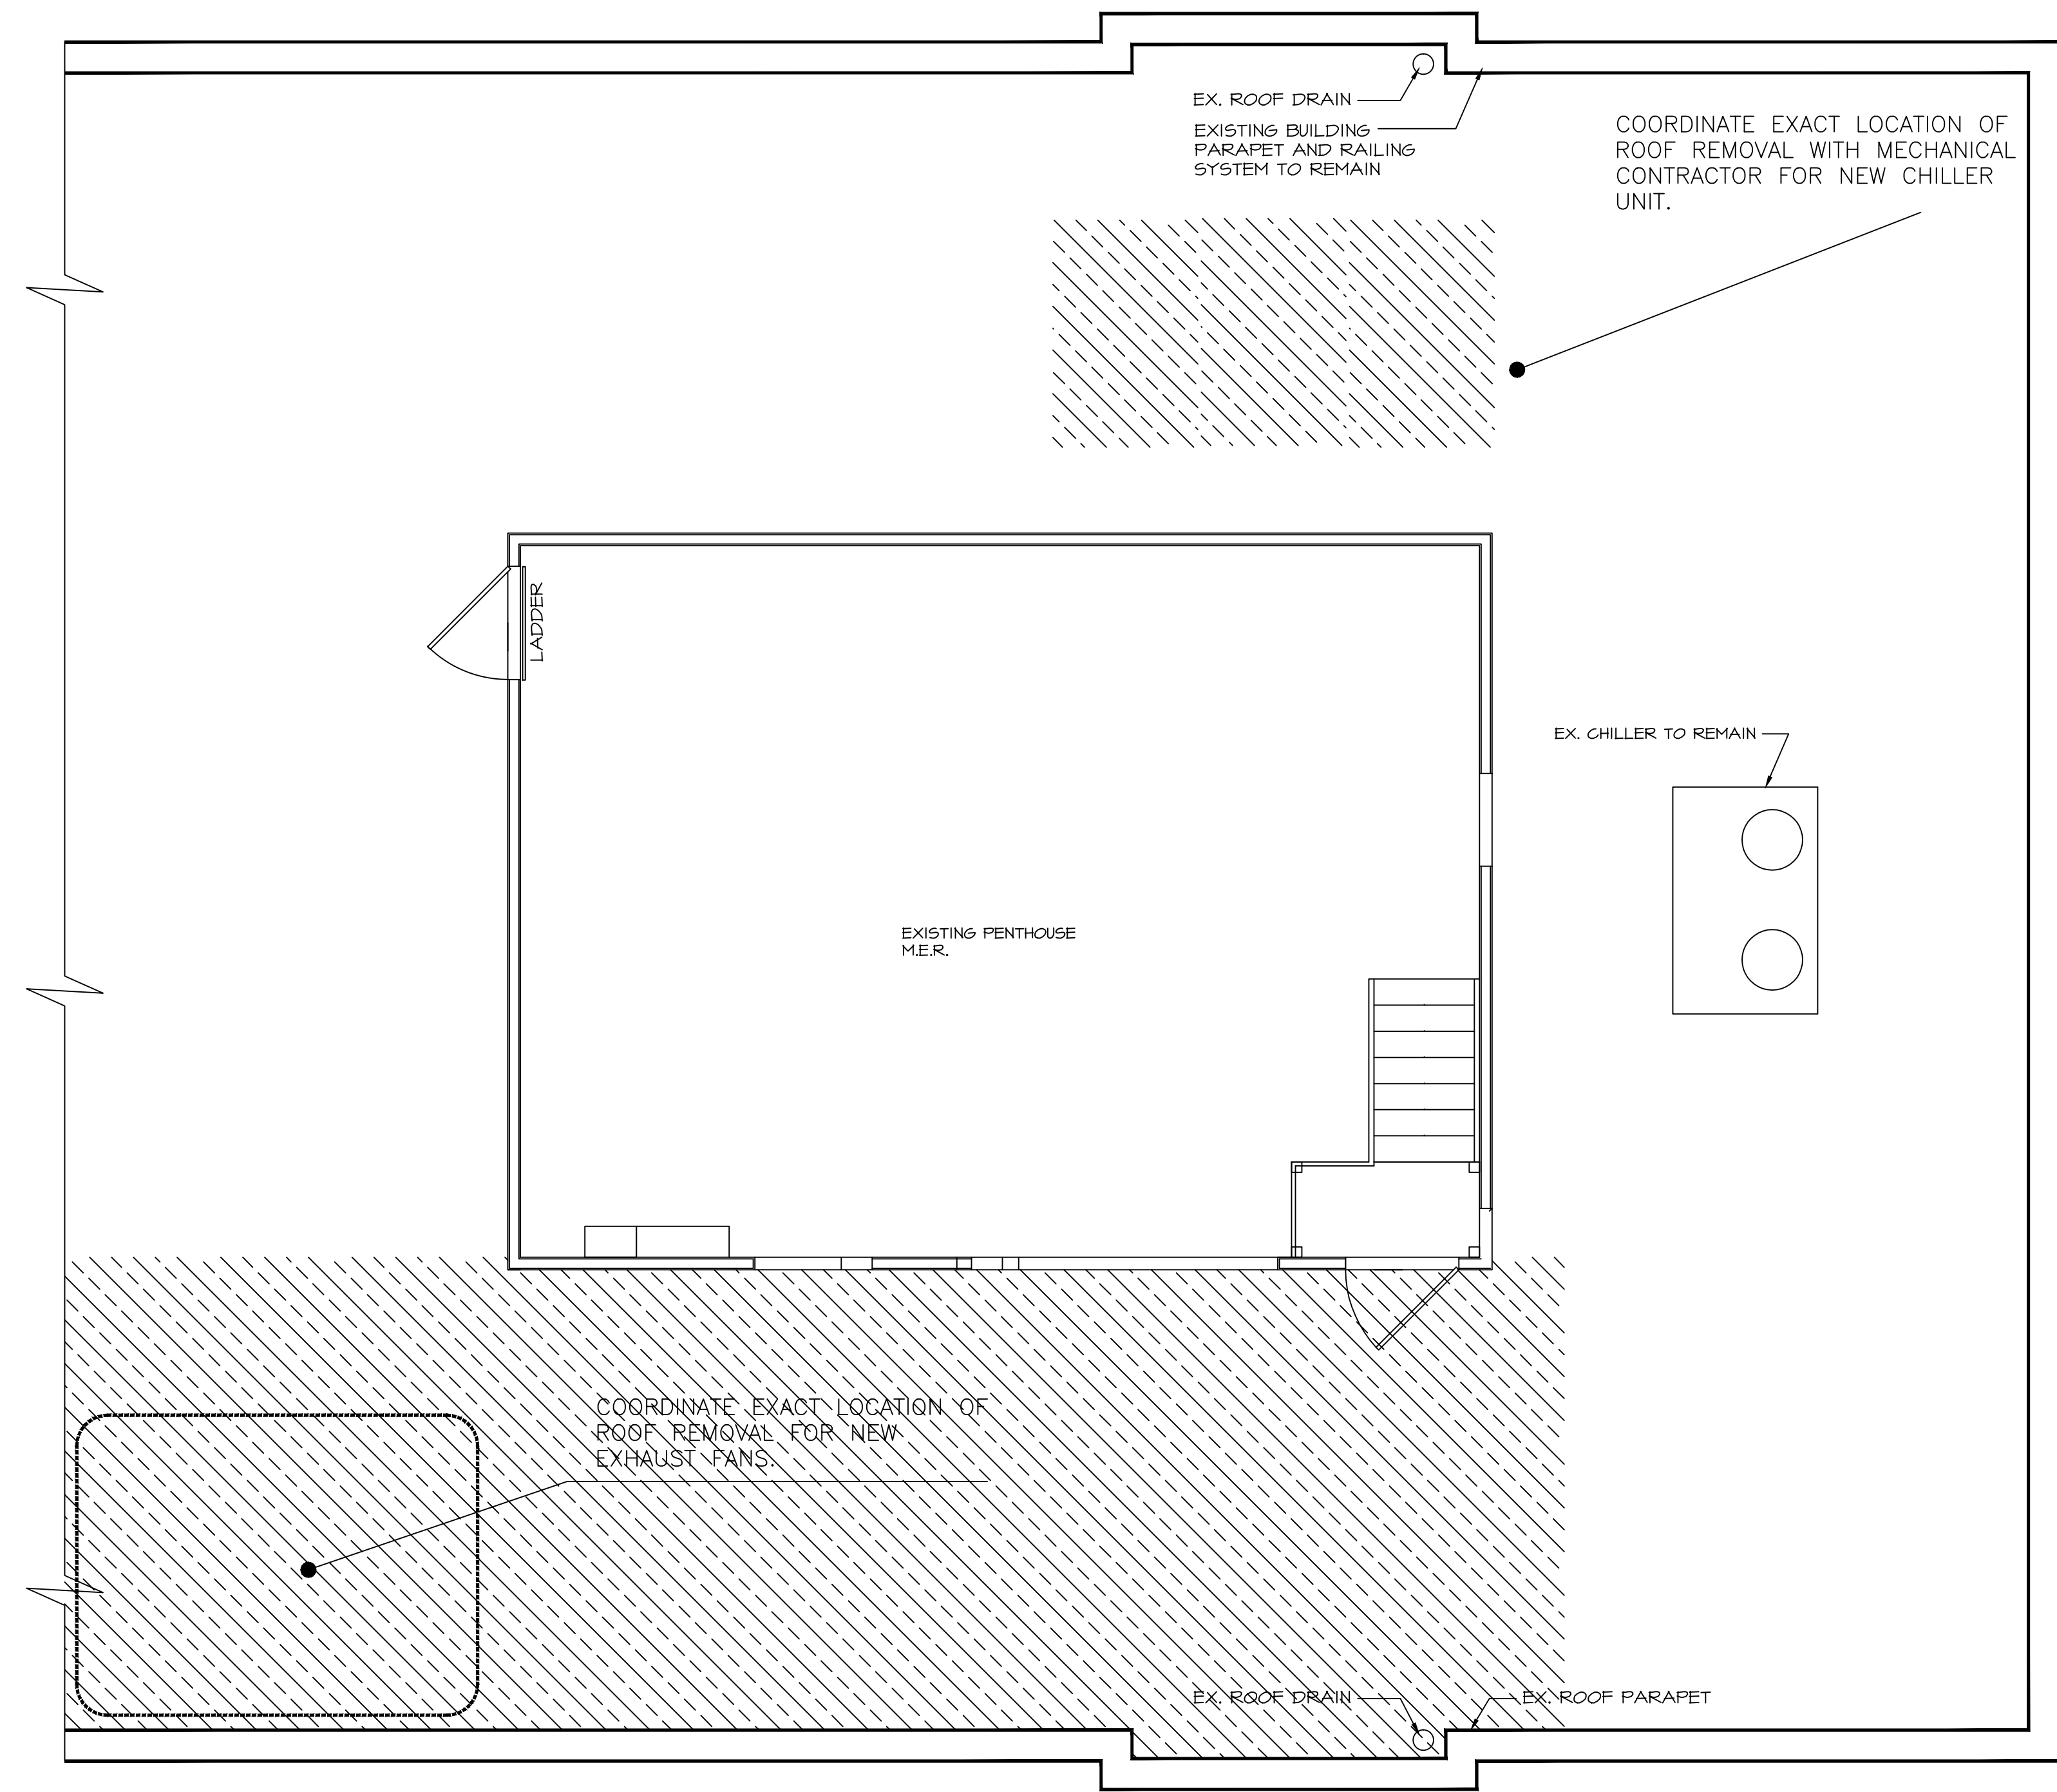 EX. ROOF DRAIN
EXISTING BUILDING
PARAPET AND RAILING
SYSTEM TO REMAIN
COORDINATE EXACT LOCATION OF
ROOF REMOVAL WITH MECHANICAL
CONTRACTOR FOR NEW CHILLER
UNIT.
LADDER
EX. CHILLER TO REMAIN
EXISTING PENTHOUSE
M.E.R.
COORDINATE EXACT LOCATION OF
ROOF REMOVAL FOR NEW
EXHAUST FANS.
EX. ROOF DRAIN
EX. ROOF PARAPET